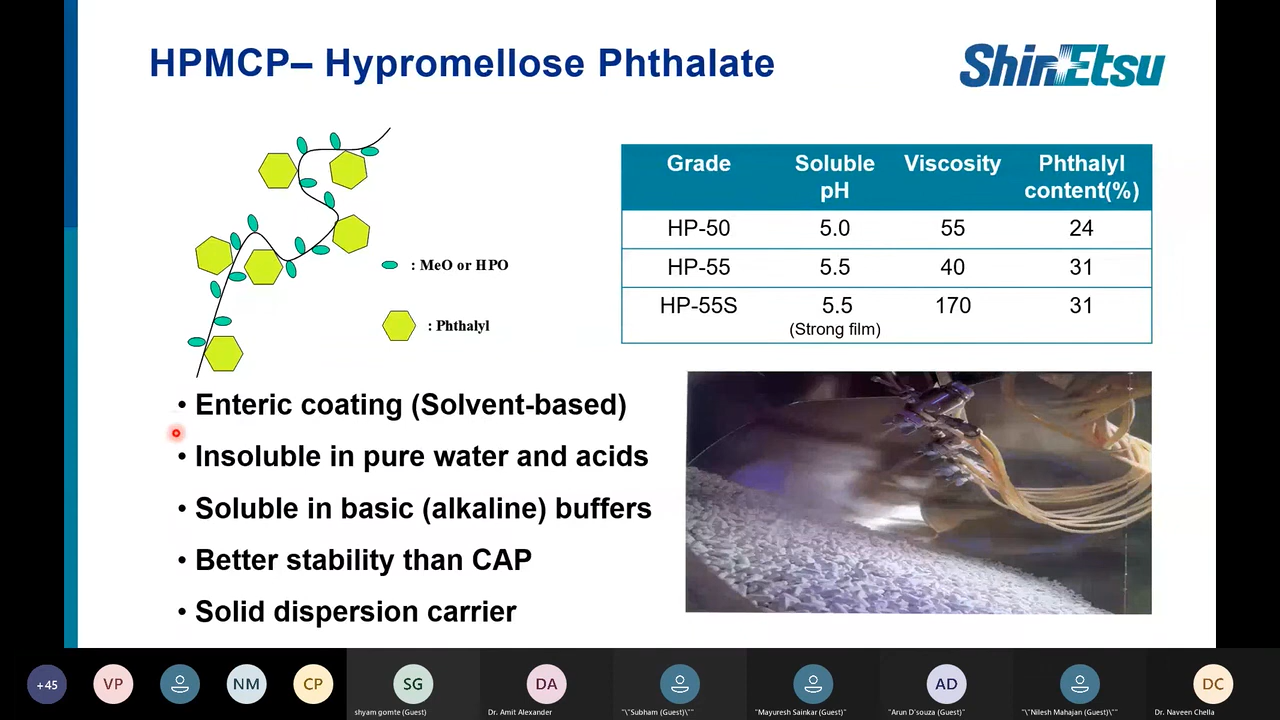 HPMCP– Hypromellose Phthalate
ShinEtsu
: MeO or HPO
: Phthalyl
Grade Soluble pH Viscosity Phthalyl content(%)
HP-50 5.0 55 24
HP-55 5.5 40 31
HP-55S 5.5 170 31
(Strong film)
• Enteric coating (Solvent-based)
• Insoluble in pure water and acids
• Soluble in basic (alkaline) buffers
• Better stability than CAP
• Solid dispersion carrier
+45 VP NM CP SG DA AD DC
shyam gomte (Guest) Dr. Amit Alexander "\"Subham (Guest)\"" "Mayuresh Sainkar (Guest)" "Arun D'souza (Guest)" "\"Nilesh Mahajan (Guest)\"" Dr. Naveen Chella